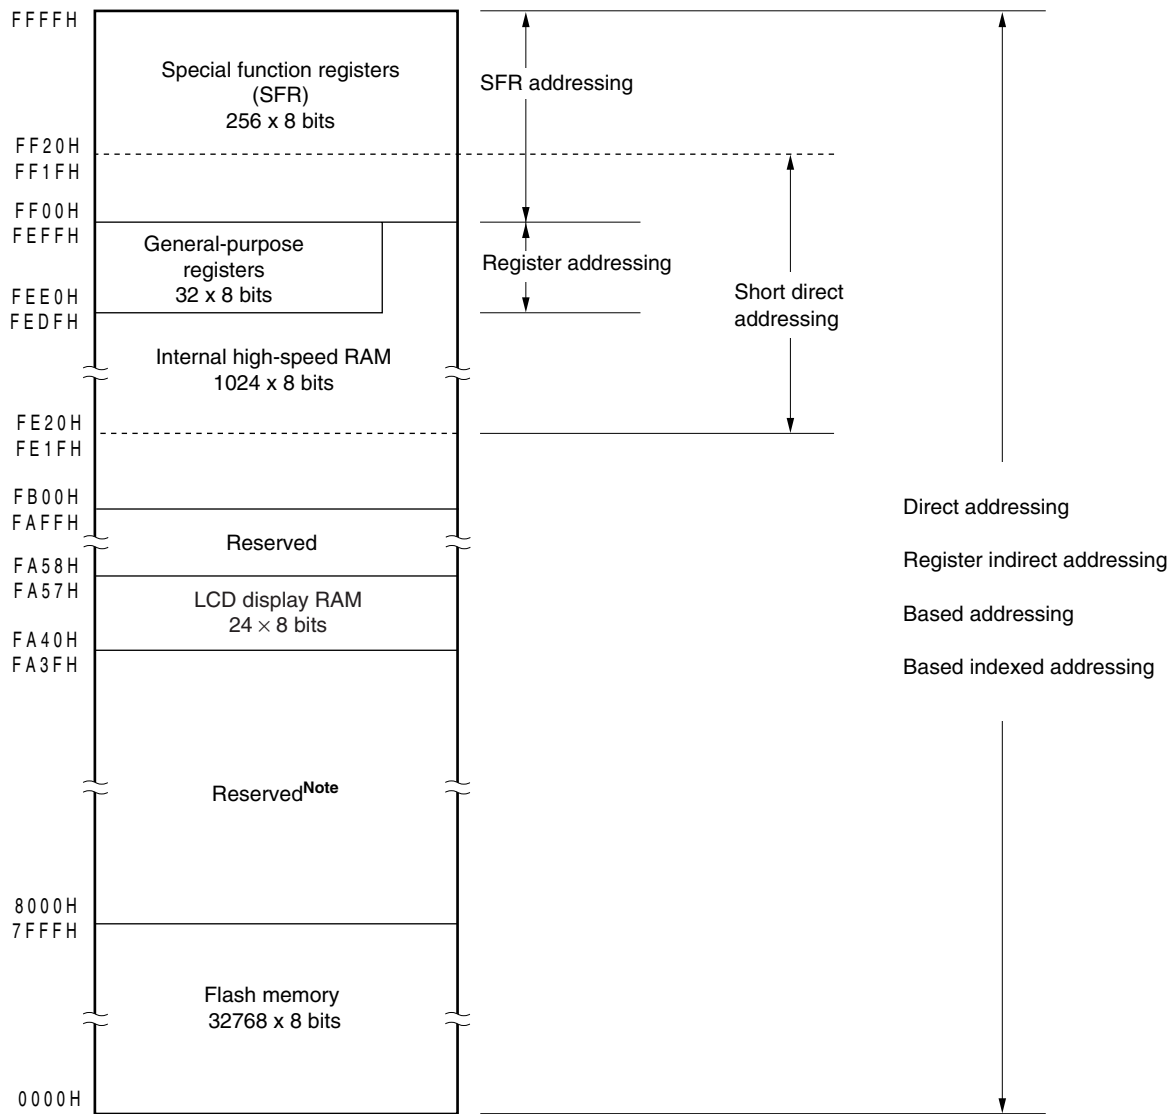 FFFFH
Special function registers
(SFR)
256 x 8 bits
SFR addressing
FF20H
FF1FH
FF00H
FEFFH
General-purpose
registers
32 x 8 bits
Register addressing
FEE0H
FEDFH
Short direct
addressing
Internal high-speed RAM
1024 x 8 bits
FE20H
FE1FH
FB00H
FAFFH
Reserved
FA58H
FA57H
LCD display RAM
24 × 8 bits
FA40H
FA3FH
Direct addressing
Register indirect addressing
Based addressing
Based indexed addressing
ReservedNote
8000H
7FFFH
Flash memory
32768 x 8 bits
0000H